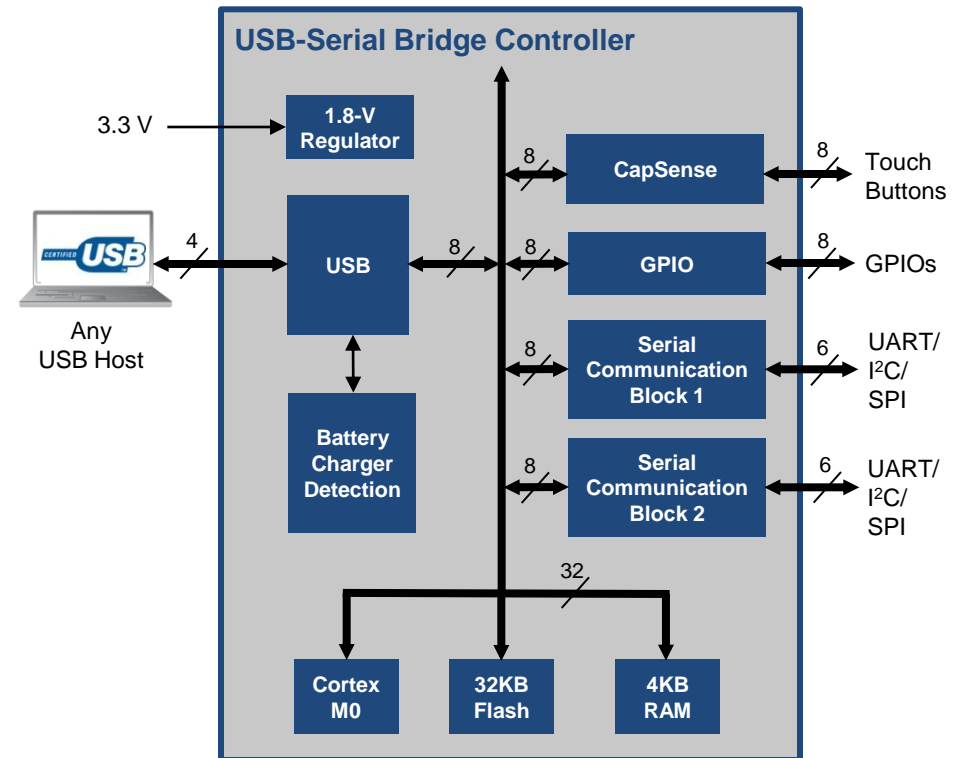 USB-Serial Bridge Controller
3.3 V
1.8-V
Regulator
8
CapSense
8
Touch
Buttons
CERTIFIED
USB
4
USB
8
8
GPIO
8
GPIOs
Any
USB Host
8
Serial
Communication
Block 1
6
UART/
I²C/
SPI
Battery
Charger
Detection
8
Serial
Communication
Block 2
6
UART/
I²C/
SPI
32
Cortex
M0
32KB
Flash
4KB
RAM